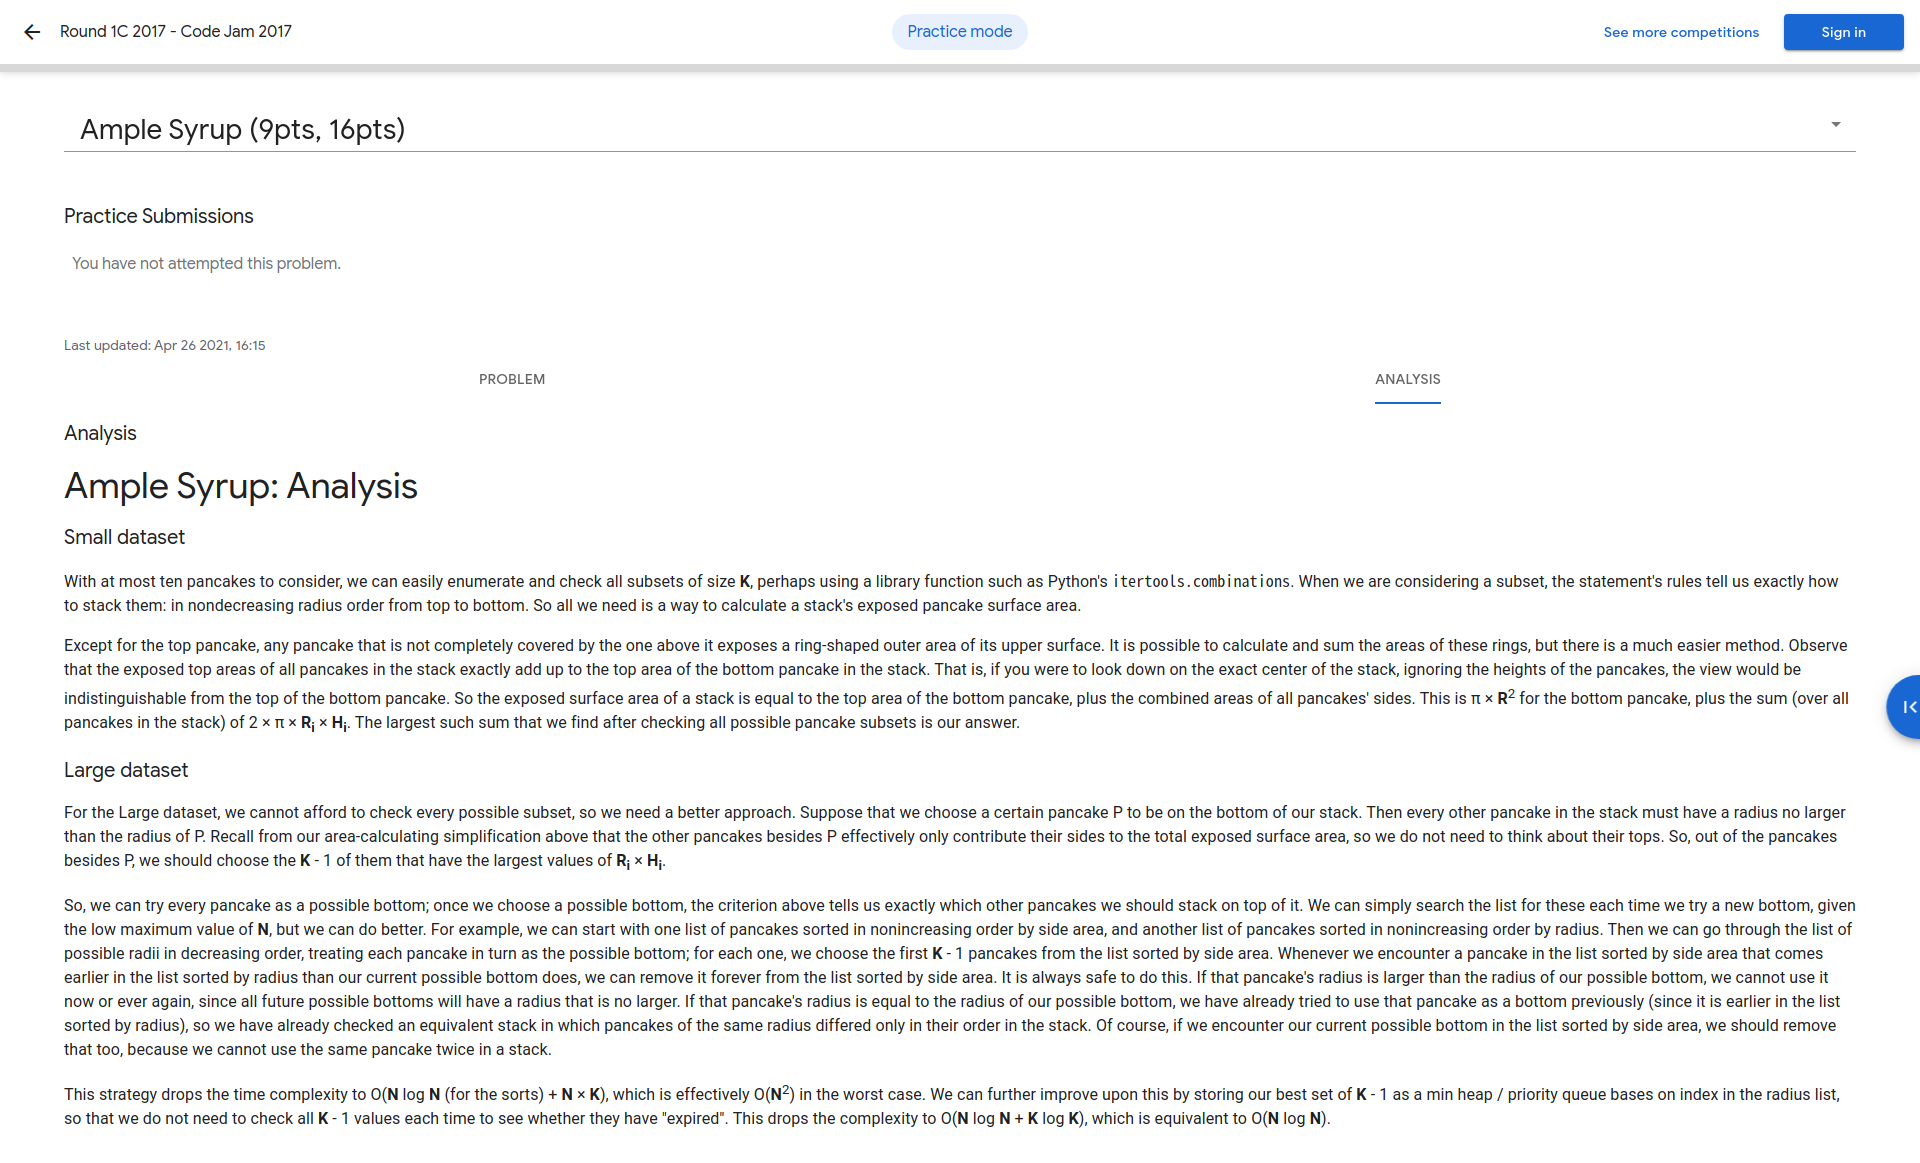 Round 1C 2017 - Code Jam 2017
Practice mode
See more competitions
Sign in
Ample Syrup (9pts, 16pts)
Practice Submissions
You have not attempted this problem.
Last updated: Apr 26 2021, 16:15
PROBLEM
ANALYSIS
Analysis
Ample Syrup: Analysis
Small dataset
With at most ten pancakes to consider, we can easily enumerate and check all subsets of size K, perhaps using a library function such as Python's itertools.combinations. When we are considering a subset, the statement's rules tell us exactly how
to stack them: in nondecreasing radius order from top to bottom. So all we need is a way to calculate a stack's exposed pancake surface area.
Except for the top pancake, any pancake that is not completely covered by the one above it exposes a ring-shaped outer area of its upper surface. It is possible to calculate and sum the areas of these rings, but there is a much easier method. Observe
that the exposed top areas of all pancakes in the stack exactly add up to the top area of the bottom pancake in the stack. That is, if you were to look down on the exact center of the stack, ignoring the heights of the pancakes, the view would be
indistinguishable from the top of the bottom pancake. So the exposed surface area of a stack is equal to the top area of the bottom pancake, plus the combined areas of all pancakes' sides. This is π × R² for the bottom pancake, plus the sum (over all
pancakes in the stack) of 2 × π × Rᵢ × Hᵢ. The largest such sum that we find after checking all possible pancake subsets is our answer.
Large dataset
For the Large dataset, we cannot afford to check every possible subset, so we need a better approach. Suppose that we choose a certain pancake P to be on the bottom of our stack. Then every other pancake in the stack must have a radius no larger
than the radius of P. Recall from our area-calculating simplification above that the other pancakes besides P effectively only contribute their sides to the total exposed surface area, so we do not need to think about their tops. So, out of the pancakes
besides P, we should choose the K - 1 of them that have the largest values of Rᵢ × Hᵢ.
So, we can try every pancake as a possible bottom; once we choose a possible bottom, the criterion above tells us exactly which other pancakes we should stack on top of it. We can simply search the list for these each time we try a new bottom, given
the low maximum value of N, but we can do better. For example, we can start with one list of pancakes sorted in nonincreasing order by side area, and another list of pancakes sorted in nonincreasing order by radius. Then we can go through the list of
possible radii in decreasing order, treating each pancake in turn as the possible bottom; for each one, we choose the first K - 1 pancakes from the list sorted by side area. Whenever we encounter a pancake in the list sorted by side area that comes
earlier in the list sorted by radius than our current possible bottom does, we can remove it forever from the list sorted by side area. It is always safe to do this. If that pancake's radius is larger than the radius of our possible bottom, we cannot use it
now or ever again, since all future possible bottoms will have a radius that is no larger. If that pancake's radius is equal to the radius of our possible bottom, we have already tried to use that pancake as a bottom previously (since it is earlier in the list
sorted by radius), so we have already checked an equivalent stack in which pancakes of the same radius differed only in their order in the stack. Of course, if we encounter our current possible bottom in the list sorted by side area, we should remove
that too, because we cannot use the same pancake twice in a stack.
This strategy drops the time complexity to O(N log N (for the sorts) + N × K), which is effectively O(N²) in the worst case. We can further improve upon this by storing our best set of K - 1 as a min heap / priority queue bases on index in the radius list,
so that we do not need to check all K - 1 values each time to see whether they have "expired". This drops the complexity to O(N log N + K log K), which is equivalent to O(N log N).